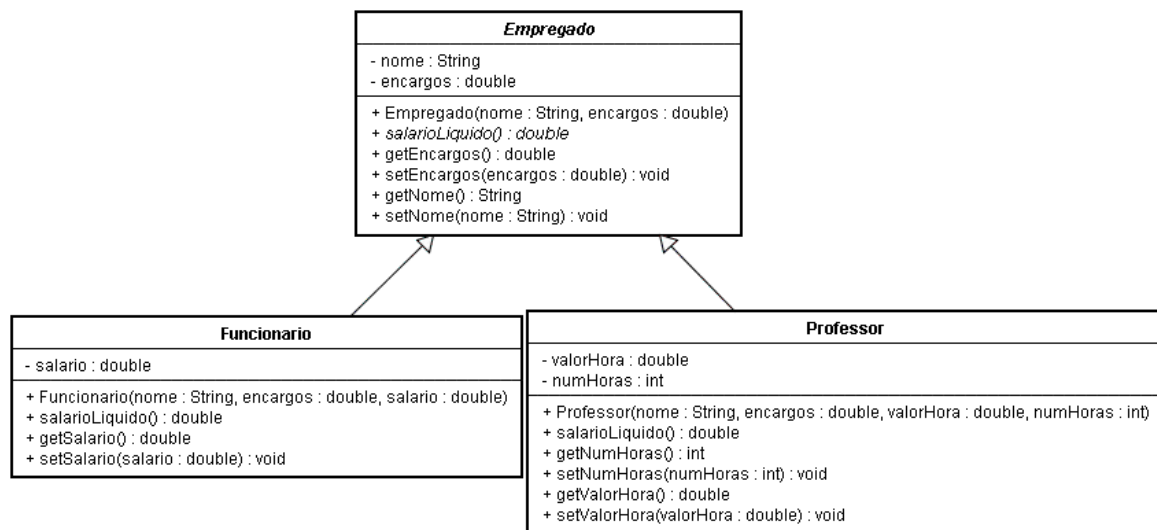 Empregado
- nome : String
- encargos : double
+ Empregado(nome : String, encargos : double)
+ salarioLiquido() : double
+ getEncargos() : double
+ setEncargos(encargos : double) : void
+ getNome() : String
+ setNome(nome : String) : void
Funcionario
- salario : double
+ Funcionario(nome : String, encargos : double, salario : double)
+ salarioLiquido() : double
+ getSalario() : double
+ setSalario(salario : double) : void
Professor
- valorHora : double
- numHoras : int
+ Professor(nome : String, encargos : double, valorHora : double, numHoras : int)
+ salarioLiquido() : double
+ getNumHoras() : int
+ setNumHoras(numHoras : int) : void
+ getValorHora() : double
+ setValorHora(valorHora : double) : void